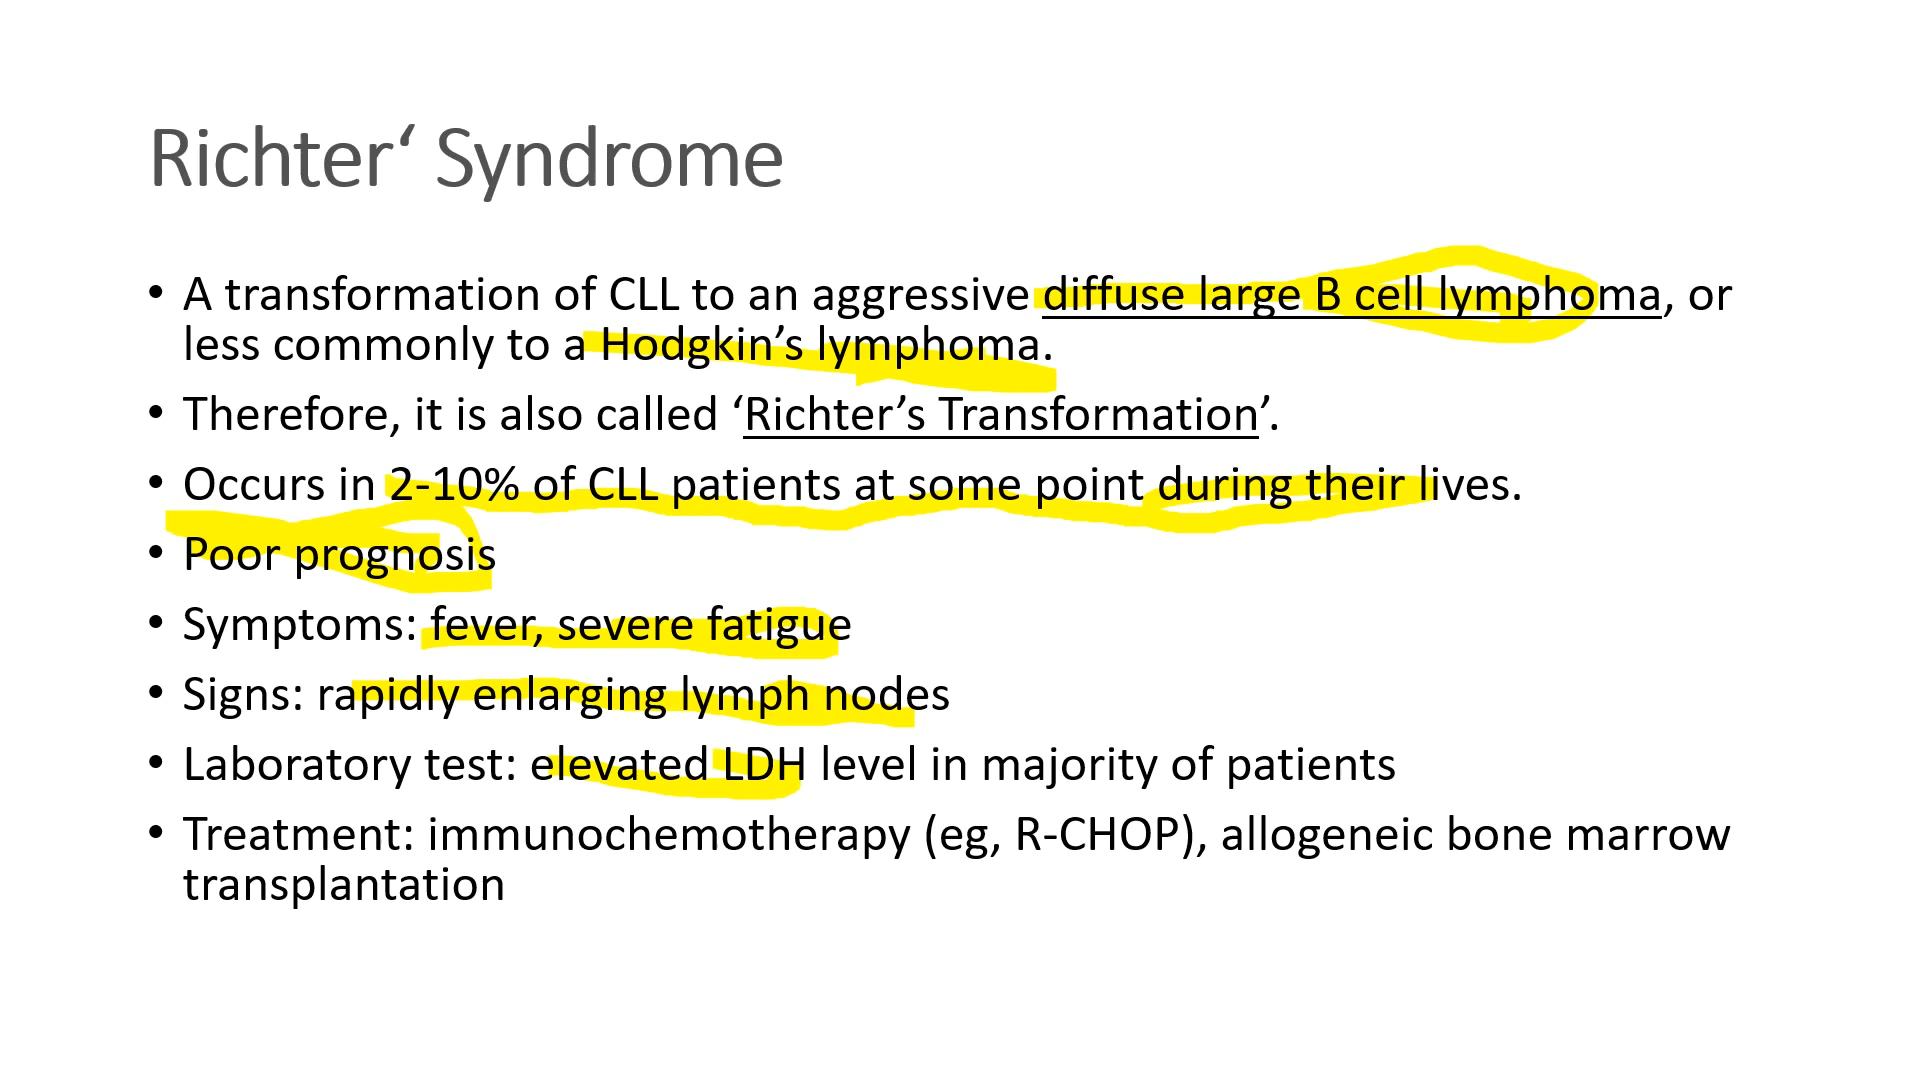 Richter‘ Syndrome
• A transformation of CLL to an aggressive diffuse large B cell lymphoma, or
less commonly to a Hodgkin’s lymphoma.
• Therefore, it is also called ‘Richter’s Transformation’.
• Occurs in 2-10% of CLL patients at some point during their lives.
• Poor prognosis
• Symptoms: fever, severe fatigue
• Signs: rapidly enlarging lymph nodes
• Laboratory test: elevated LDH level in majority of patients
• Treatment: immunochemotherapy (eg, R-CHOP), allogeneic bone marrow
transplantation